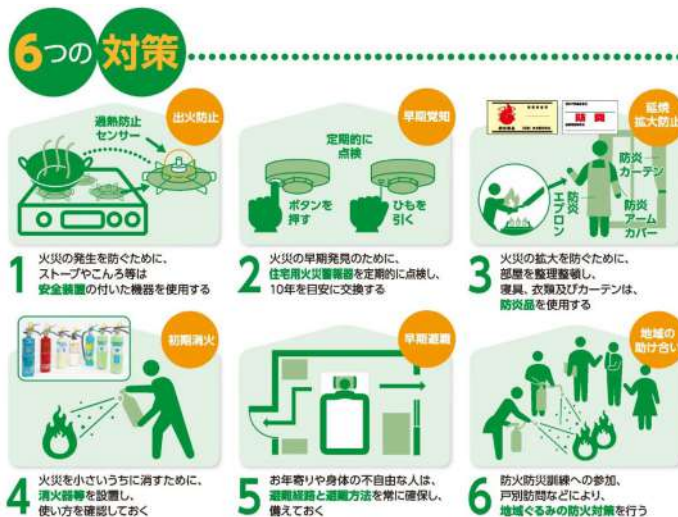 6つの対策
出火防止
過熱防止
センサー
1
火災の発生を防ぐために、
ストーブやこんろ等は
安全装置の付いた機器を使用する
早期覚知
定期的に
点検
ボタンを
押す
ひもを
引く
2
火災の早期発見のために、
住宅用火災警報器を定期的に点検し、
10年を目安に交換する
延焼
拡大防止
防炎
防炎
カーテン
防炎
エプロン
防炎
アーム
カバー
3
火災の拡大を防ぐために、
部屋を整理整頓し、
寝具、衣類及びカーテンは、
防炎品を使用する
初期消火
4
火災を小さいうちに消すために、
消火器等を設置し、
使い方を確認しておく
早期避難
5
お年寄りや身体の不自由な人は、
避難経路と避難方法を常に確保し、
備えておく
地域の
助け合い
6
防火防災訓練への参加、
戸別訪問などにより、
地域ぐるみの防火対策を行う